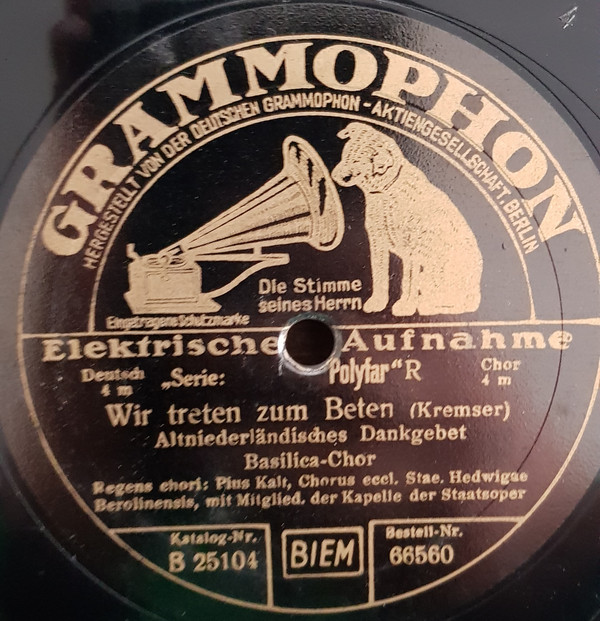 GRAMMOPHON
HERGESTELLT VON DER DEUTSCHEN GRAMMOPHON-AKTIENGESELLSCHAFT, BERLIN
Die Stimme
seines Herrn
Eingetragene Schutzmarke
Elektrische Aufnahme
Deutsch „Serie: Polyfar“ R Chor
4 m 4 m
Wir treten zum Beten (Kremser)
Altniederländisches Dankgebet
Basilica-Chor
Regens chori: Pius Kalt, Chorus eccl. Stae. Hedwigae
Berolinensis, mit Mitglied. der Kapelle der Staatsoper
Katalog-Nr. Bestell-Nr.
B 25104 BIEM 66560